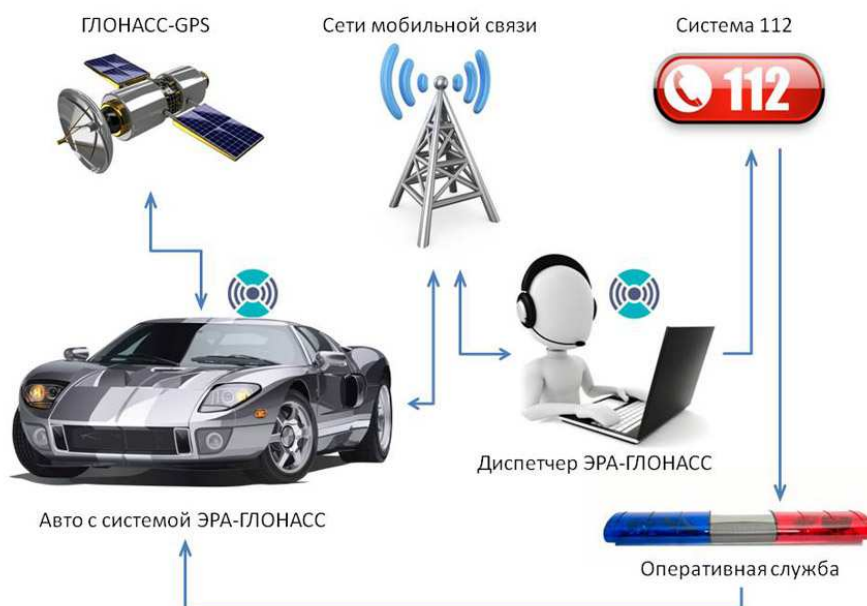 ГЛОНАСС-GPS
Сети мобильной связи
Система 112
112
Диспетчер ЭРА-ГЛОНАСС
Авто с системой ЭРА-ГЛОНАСС
Оперативная служба